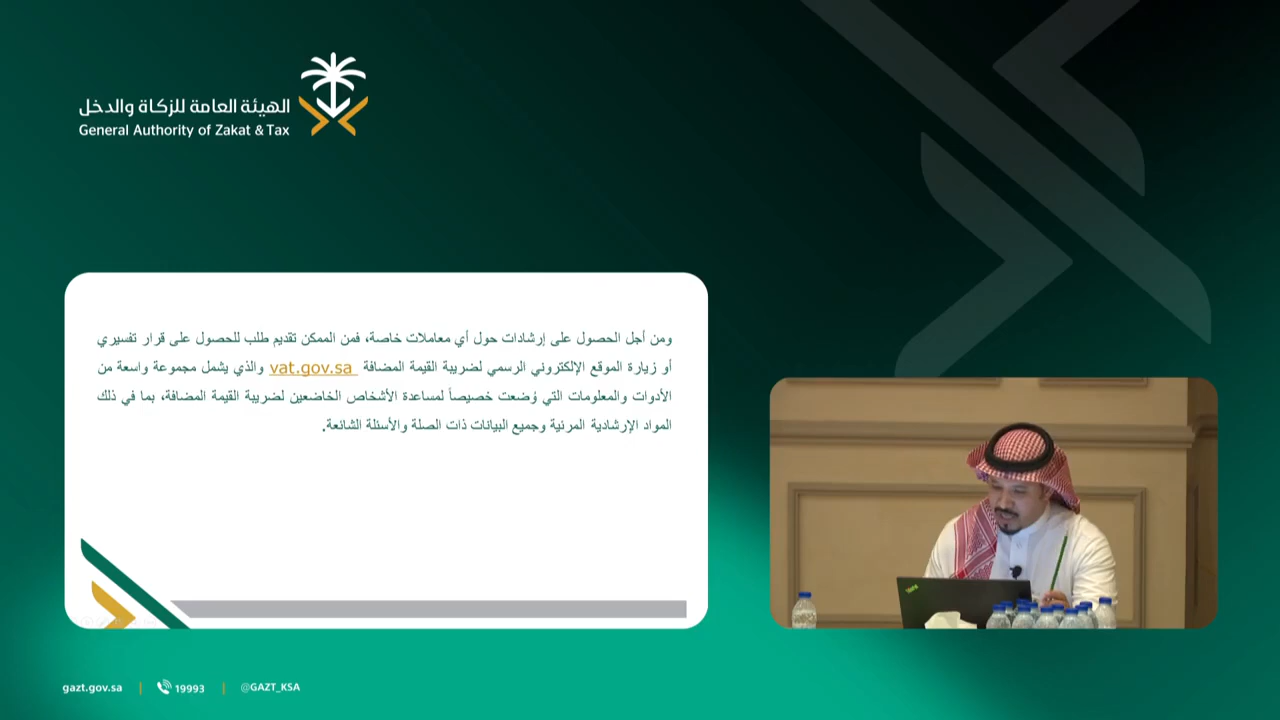 الهيئة العامة للزكاة والدخل
General Authority of Zakat & Tax
ومن أجل الحصول على إرشادات حول أي معاملات خاصة، فمن الممكن تقديم طلب للحصول على قرار تفسيري
أو زيارة الموقع الإلكتروني الرسمي لضريبة القيمة المضافة vat.gov.sa والذي يشمل مجموعة واسعة من
الأدوات والمعلومات التي وُضعت خصيصاً لمساعدة الأشخاص الخاضعين لضريبة القيمة المضافة، بما في ذلك
المواد الإرشادية المرئية وجميع البيانات ذات الصلة والأسئلة الشائعة.
gazt.gov.sa | 19993 | @GAZT_KSA